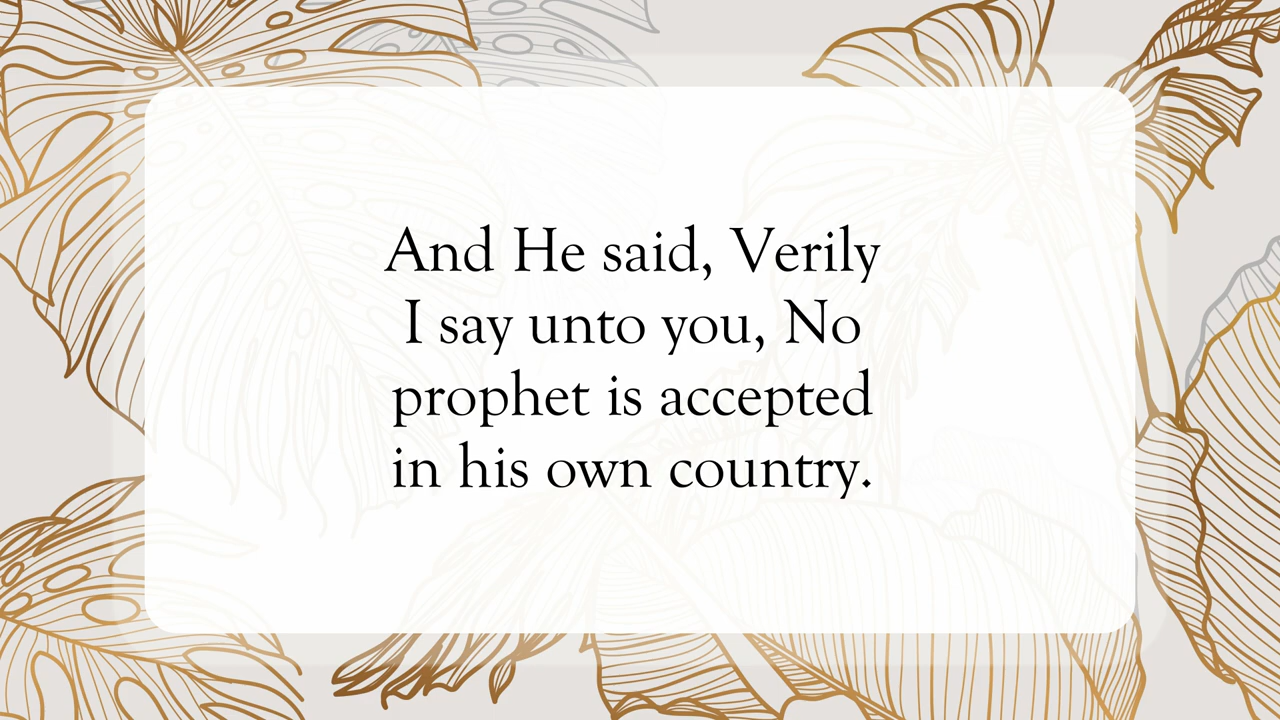 And He said, Verily
I say unto you, No
prophet is accepted
in his own country.